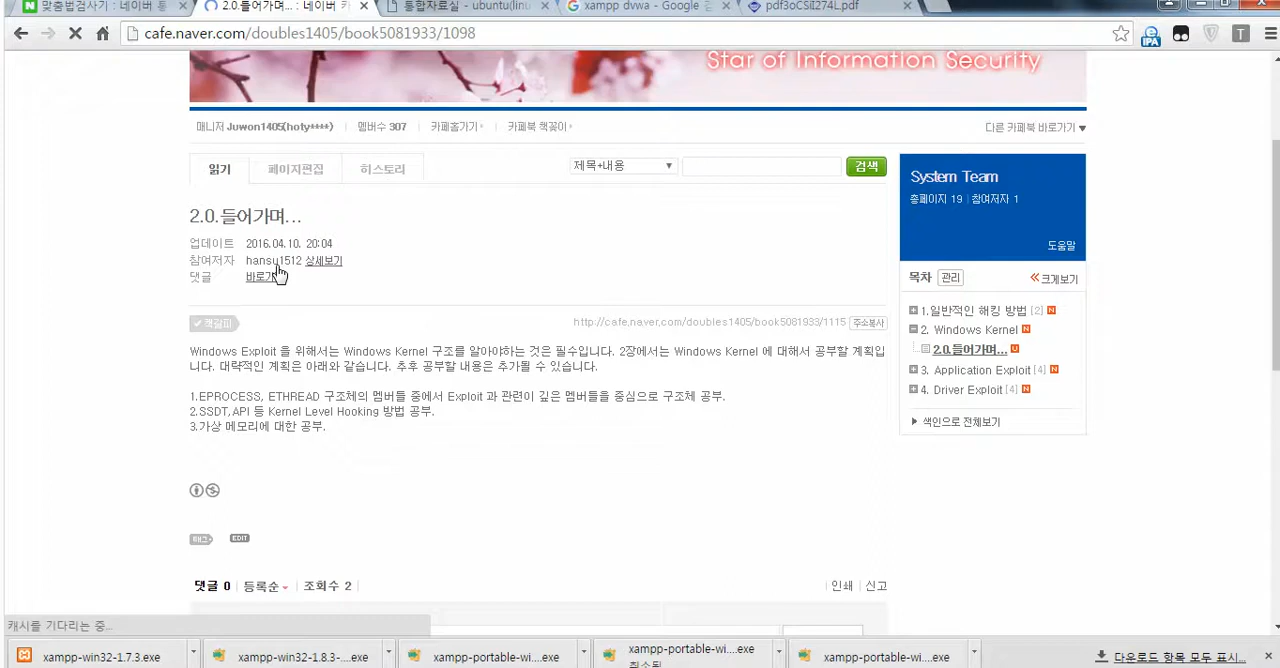 맞춤법검사기 : 네이버 통
2.0.들어가며... : 네이버 카
통합자료실 - ubuntu(linu
xampp dvwa - Google 검
pdf3oCSiI274L.pdf
cafe.naver.com/doubles1405/book5081933/1098
Star of Information Security
매니저 Juwon1405(hoty****) 멤버수 307 카페홈가기 카페북 책꽂이
다른 카페북 바로가기
읽기 페이지편집 히스토리 제목+내용 검색
2.0.들어가며...
업데이트 2016.04.10. 20:04
참여저자 hansu1512 상세보기
댓글 바로가
책갈피
http://cafe.naver.com/doubles1405/book5081933/1115 주소복사
Windows Exploit 을 위해서는 Windows Kernel 구조를 알아야하는 것은 필수입니다. 2장에서는 Windows Kernel 에 대해서 공부할 계획입
니다. 대략적인 계획은 아래와 같습니다. 추후 공부할 내용은 추가될 수 있습니다.
1.EPROCESS, ETHREAD 구조체의 멤버들 중에서 Exploit 과 관련이 깊은 멤버들을 중심으로 구조체 공부.
2.SSDT,API 등 Kernel Level Hooking 방법 공부.
3.가상 메모리에 대한 공부.
태그 EDIT
댓글 0 등록순 조회수 2
인쇄 신고
System Team
총페이지 19 참여저자 1
도움말
목차 관리 크게보기
1.일반적인 해킹 방법 [2] N
2. Windows Kernel N
2.0.들어가며... U
3. Application Exploit [4] N
4. Driver Exploit [4] N
색인으로 전체보기
캐시를 기다리는 중...
xampp-win32-1.7.3.exe
xampp-win32-1.8.3-....exe
xampp-portable-wi....exe
xampp-portable-wi....exe
취소됨
xampp-portable-wi....exe
다운로드 항목 모두 표시...